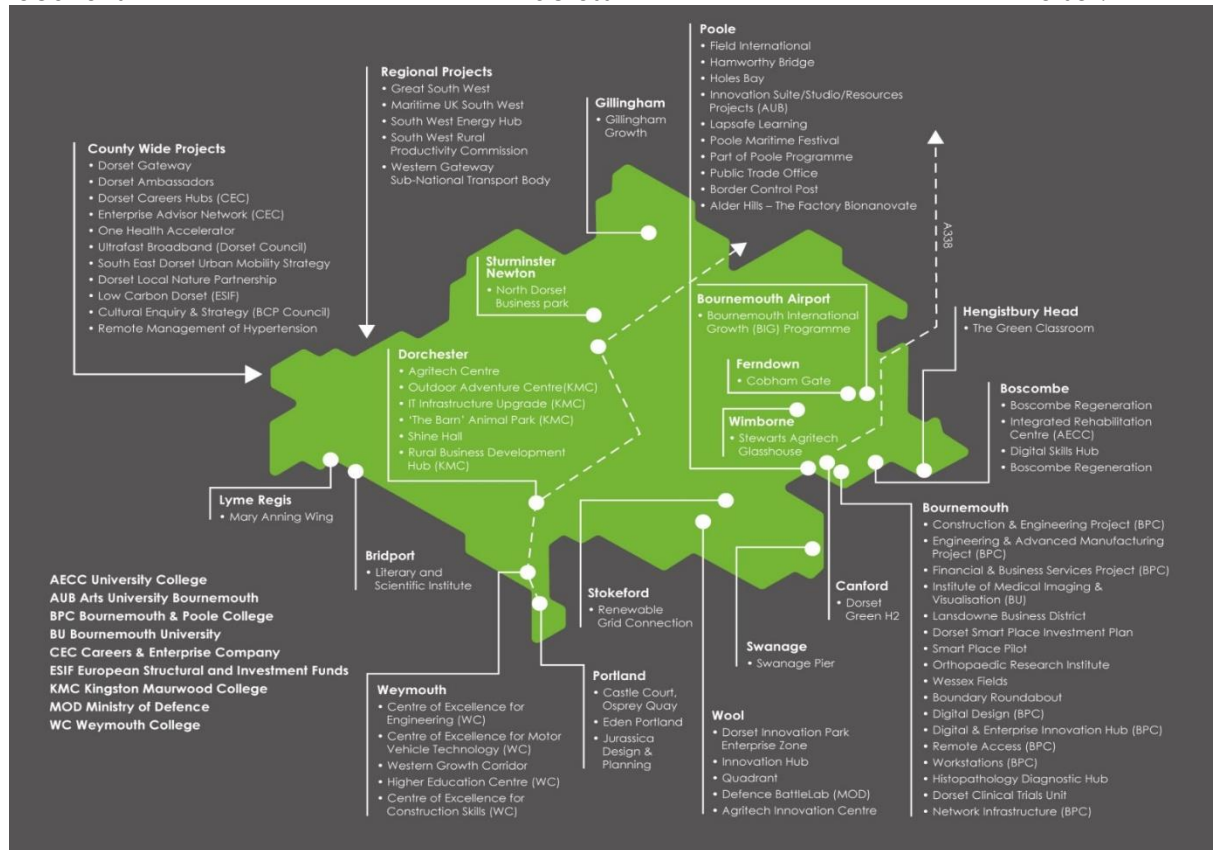 Poole
• Field International
• Hamworthy Bridge
• Holes Bay
• Innovation Suite/Studio/Resources
Projects (AUB)
• Lapsafe Learning
• Poole Maritime Festival
• Part of Poole Programme
• Public Trade Office
• Border Control Post
• Alder Hills – The Factory Bionanovate
Regional Projects
• Great South West
• Maritime UK South West
• South West Energy Hub
• South West Rural
Productivity Commission
• Western Gateway
Sub-National Transport Body
Gillingham
• Gillingham
Growth
County Wide Projects
• Dorset Gateway
• Dorset Ambassadors
• Dorset Careers Hubs (CEC)
• Enterprise Advisor Network (CEC)
• One Health Accelerator
• Ultrafast Broadband (Dorset Council)
• South East Dorset Urban Mobility Strategy
• Dorset Local Nature Partnership
• Low Carbon Dorset (ESIF)
• Cultural Enquiry & Strategy (BCP Council)
• Remote Management of Hypertension
A338
Sturminster
Newton
• North Dorset
Business park
Bournemouth Airport
• Bournemouth International
Growth (BIG) Programme
Hengistbury Head
• The Green Classroom
Dorchester
• Agritech Centre
• Outdoor Adventure Centre(KMC)
• IT Infrastructure Upgrade (KMC)
• 'The Barn' Animal Park (KMC)
• Shine Hall
• Rural Business Development
Hub (KMC)
Ferndown
• Cobham Gate
Wimborne
• Stewarts Agritech
Glasshouse
Boscombe
• Boscombe Regeneration
• Integrated Rehabilitation
Centre (AECC)
• Digital Skills Hub
• Boscombe Regeneration
Lyme Regis
• Mary Anning Wing
Bridport
• Literary and
Scientific Institute
Stokeford
• Renewable
Grid Connection
Canford
• Dorset
Green H2
Swanage
• Swanage Pier
Bournemouth
• Construction & Engineering Project (BPC)
• Engineering & Advanced Manufacturing
Project (BPC)
• Financial & Business Services Project (BPC)
• Institute of Medical Imaging &
Visualisation (BU)
• Lansdowne Business District
• Dorset Smart Place Investment Plan
• Smart Place Pilot
• Orthopaedic Research Institute
• Wessex Fields
• Boundary Roundabout
• Digital Design (BPC)
• Digital & Enterprise Innovation Hub (BPC)
• Remote Access (BPC)
• Workstations (BPC)
• Histopathology Diagnostic Hub
• Dorset Clinical Trials Unit
• Network Infrastructure (BPC)
AECC University College
AUB Arts University Bournemouth
BPC Bournemouth & Poole College
BU Bournemouth University
CEC Careers & Enterprise Company
ESIF European Structural and Investment Funds
KMC Kingston Maurwood College
MOD Ministry of Defence
WC Weymouth College
Weymouth
• Centre of Excellence for
Engineering (WC)
• Centre of Excellence for Motor
Vehicle Technology (WC)
• Western Growth Corridor
• Higher Education Centre (WC)
• Centre of Excellence for
Construction Skills (WC)
Portland
• Castle Court,
Osprey Quay
• Eden Portland
• Jurassica
Design &
Planning
Wool
• Dorset Innovation Park
Enterprise Zone
• Innovation Hub
• Quadrant
• Defence BattleLab (MOD)
• Agritech Innovation Centre